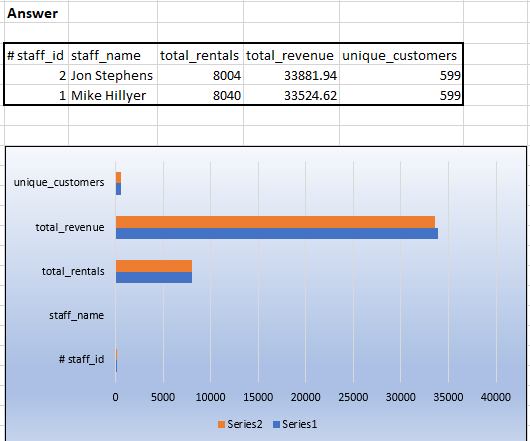 Answer
# staff_id staff_name total_rentals total_revenue unique_customers
2 Jon Stephens 8004 33881.94 599
1 Mike Hillyer 8040 33524.62 599
unique_customers
total_revenue
total_rentals
staff_name
# staff_id
0 5000 10000 15000 20000 25000 30000 35000 40000
Series2 Series1